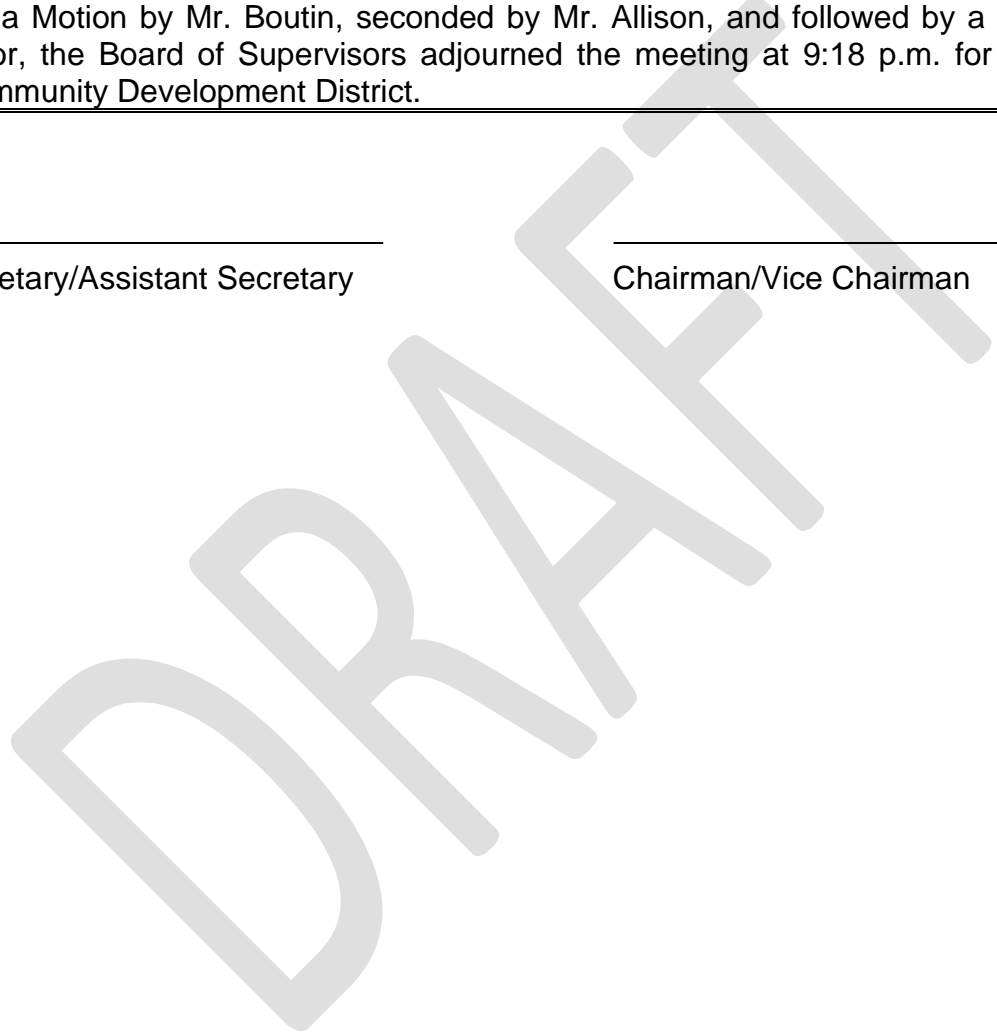 a Motion by Mr. Boutin, seconded by Mr. Allison, and followed by a
or, the Board of Supervisors adjourned the meeting at 9:18 p.m. for
mmunity Development District.
etary/Assistant Secretary Chairman/Vice Chairman
DRAFT